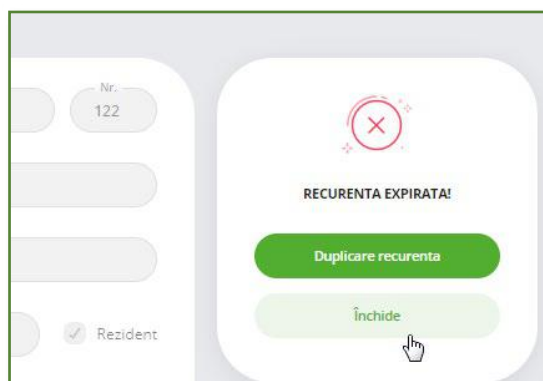 Nr.
122
RECURENTA EXPIRATA!
Duplicare recurenta
Închide
Rezident